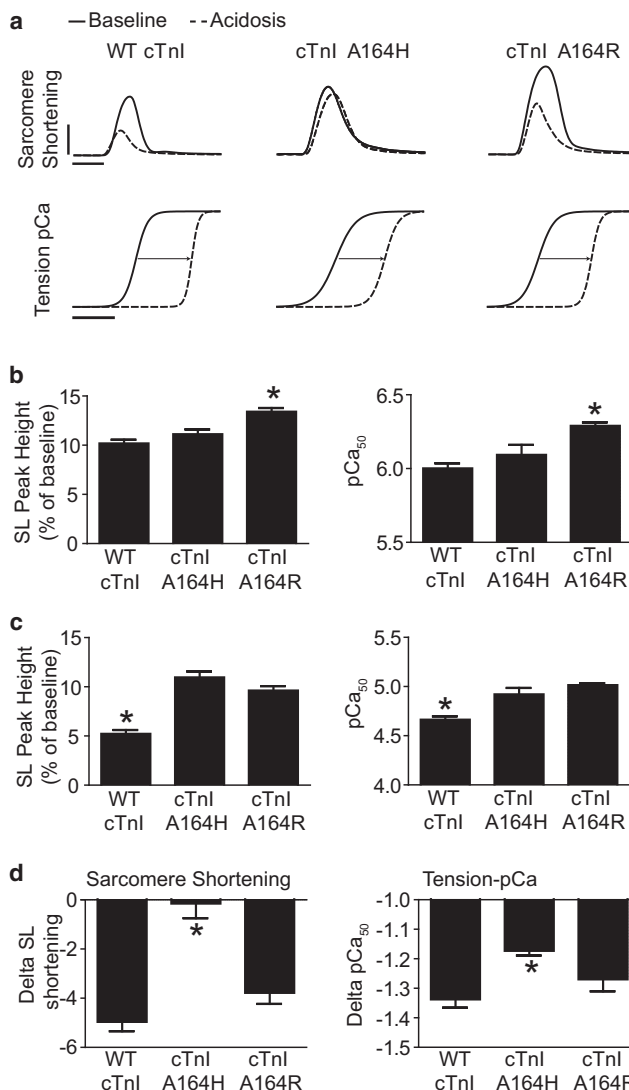 a
Baseline Acidosis
WT cTnI
cTnI A164H
cTnI A164R
Sarcomere
Shortening
Tension pCa
b
SL Peak Height
(% of baseline)
15
10
5
0
*
WT
cTnI
cTnI
A164H
cTnI
A164R
pCa50
6.5
6.0
5.5
*
WT
cTnI
cTnI
A164H
cTnI
A164R
c
SL Peak Height
(% of baseline)
15
10
5
0
*
WT
cTnI
cTnI
A164H
cTnI
A164R
pCa50
5.5
5.0
4.5
4.0
*
WT
cTnI
cTnI
A164H
cTnI
A164R
d
Sarcomere Shortening
Delta SL
shortening
0
-2
-4
-6
*
WT
cTnI
cTnI
A164H
cTnI
A164R
Tension-pCa
Delta pCa50
-1.0
-1.1
-1.2
-1.3
-1.4
-1.5
*
WT
cTnI
cTnI
A164H
cTnI
A164R